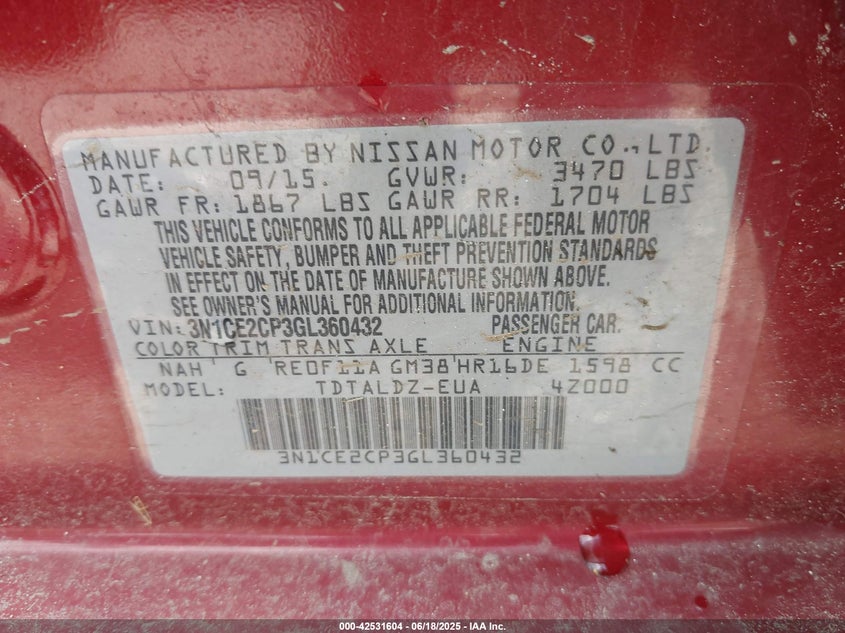 MANUFACTURED BY NISSAN MOTOR CO.,LTD.
DATE: 09/15. GVWR: 3470 LBS
GAWR FR: 1867 LBS GAWR RR: 1704 LBS
THIS VEHICLE CONFORMS TO ALL APPLICABLE FEDERAL MOTOR
VEHICLE SAFETY, BUMPER AND THEFT PREVENTION STANDARDS
IN EFFECT ON THE DATE OF MANUFACTURE SHOWN ABOVE.
SEE OWNER'S MANUAL FOR ADDITIONAL INFORMATION.
VIN: 3N1CE2CP3GL360432 PASSENGER CAR.
COLOR TRIM TRANS AXLE ENGINE
NAH G RE0F11A GM38 HR16DE 1598 CC
MODEL: TDTALDZ-EUA 4Z000
3N1CE2CP3GL360432
000-42531604 | 06/18/2025 - IAA Inc.